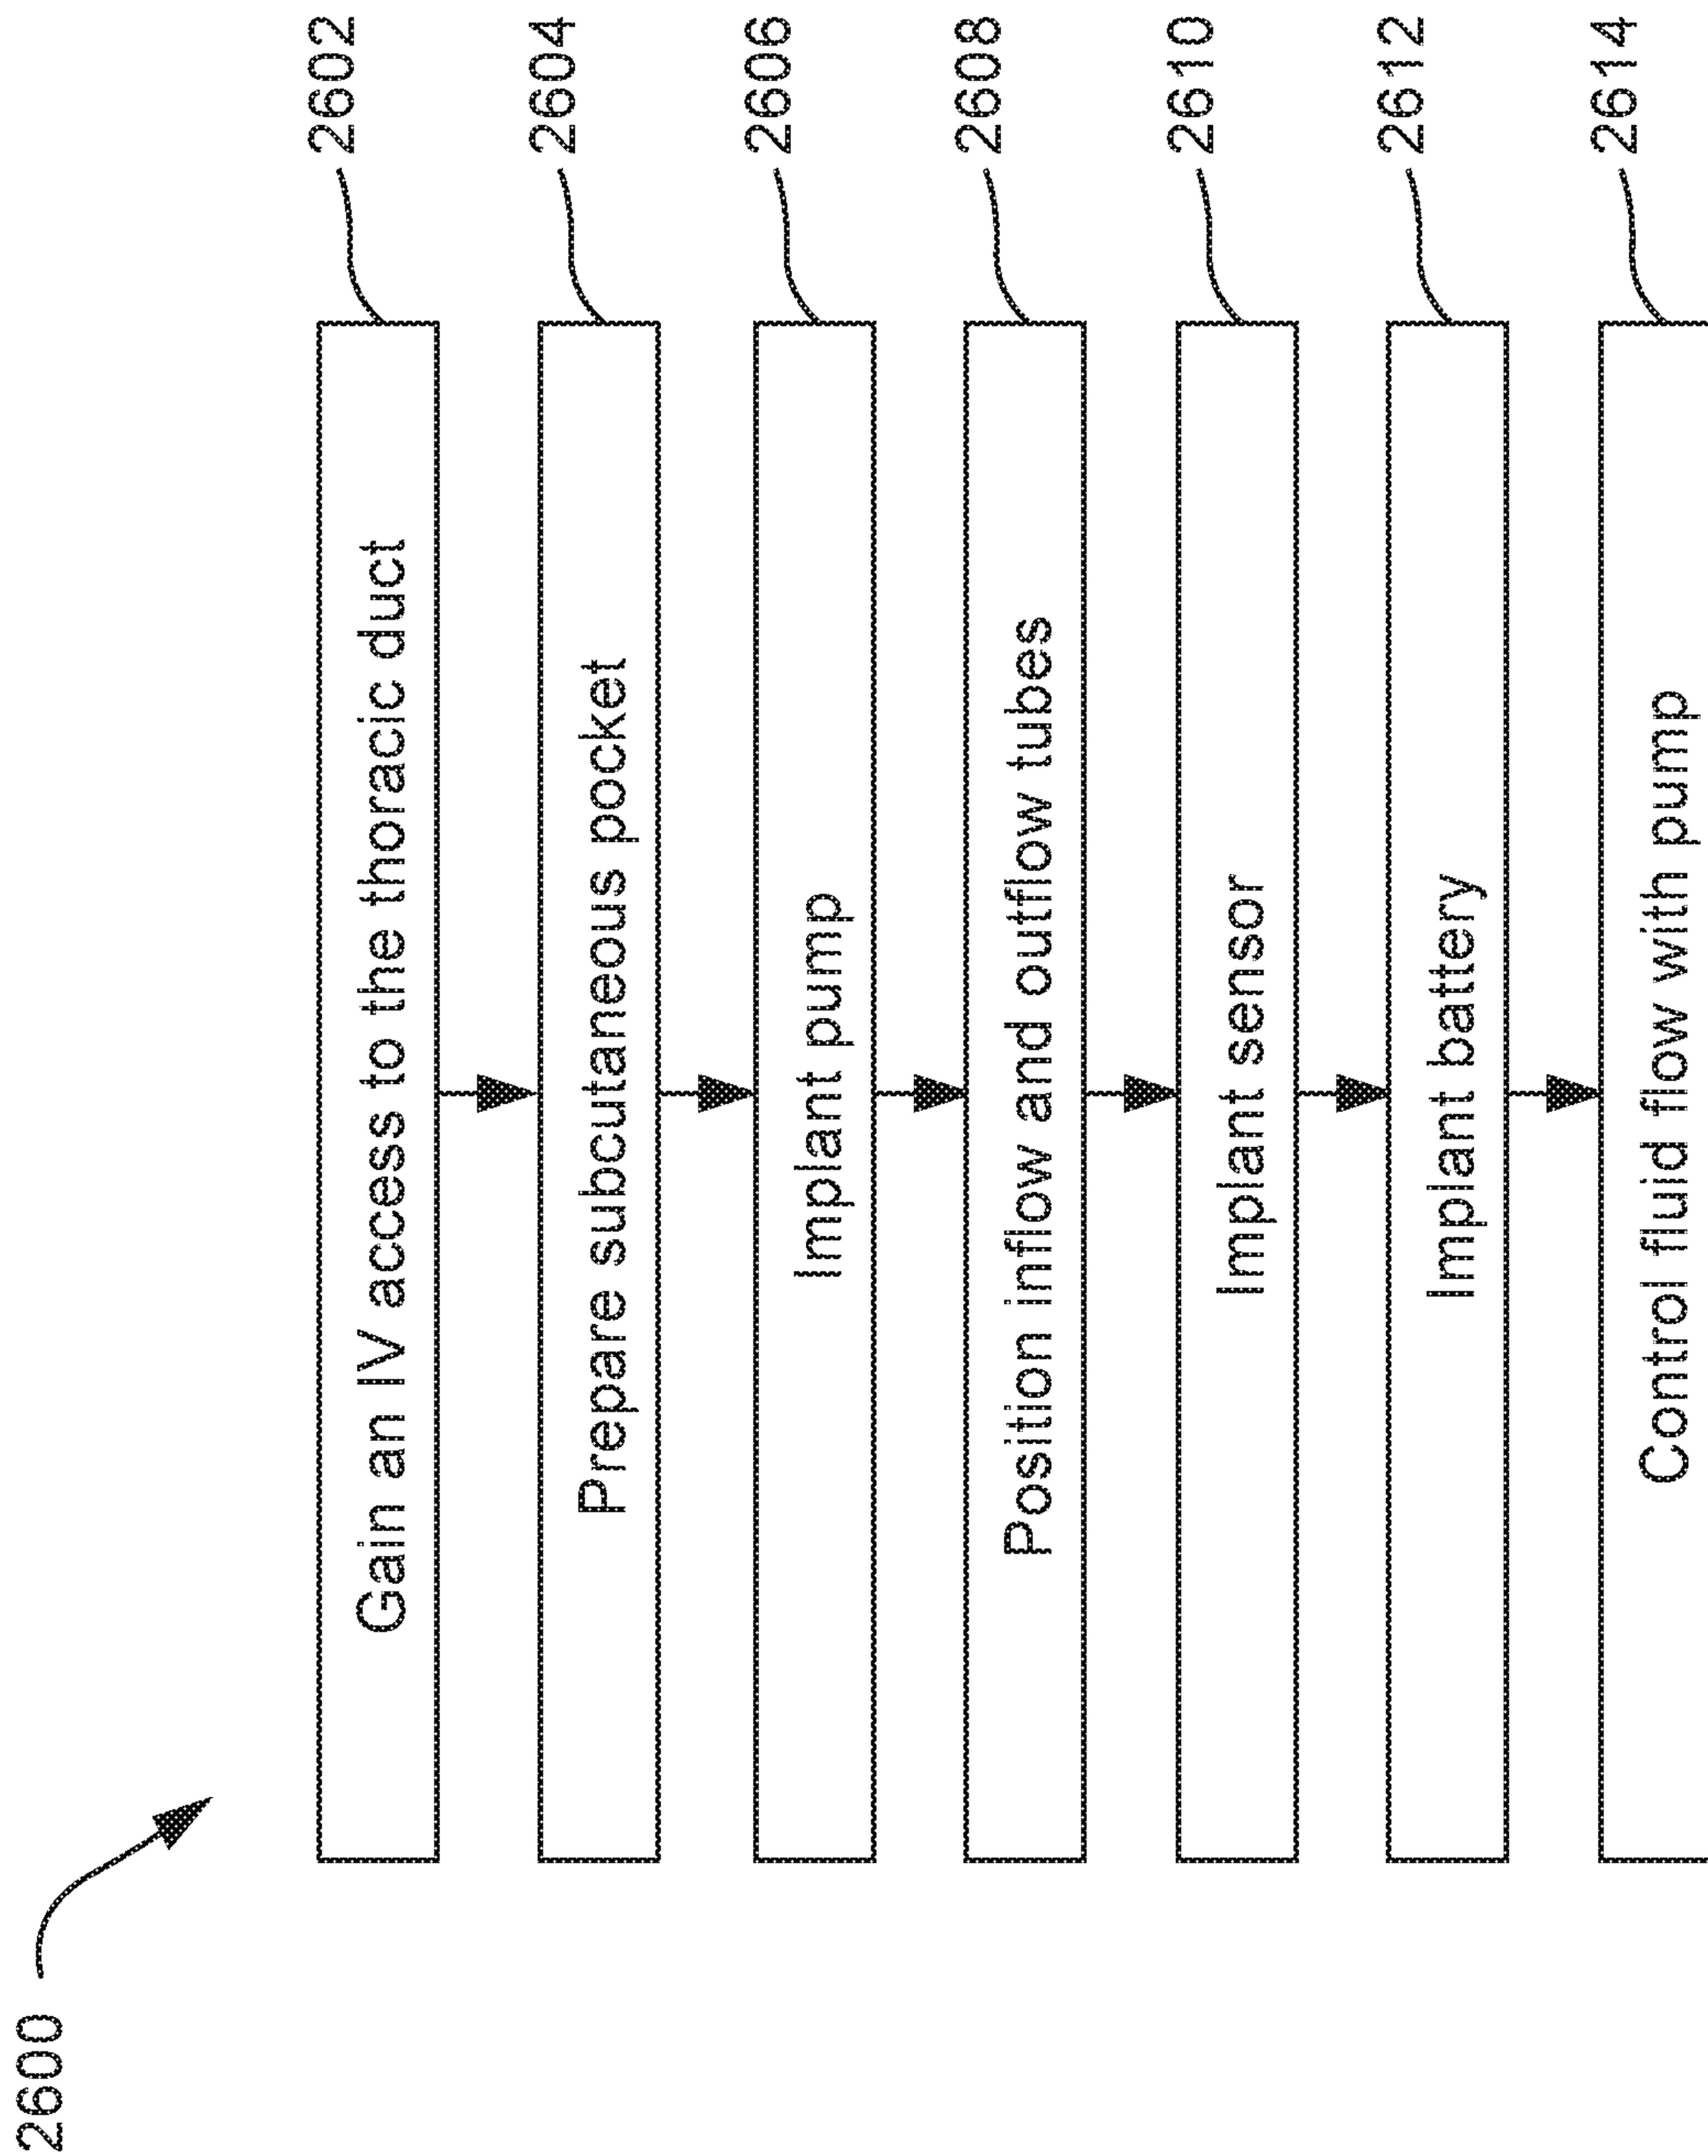 2600
Gain an IV access to the thoracic duct
2602
Prepare subcutaneous pocket
2604
Implant pump
2606
Position inflow and outflow tubes
2608
Implant sensor
2610
Implant battery
2612
Control fluid flow with pump
2614